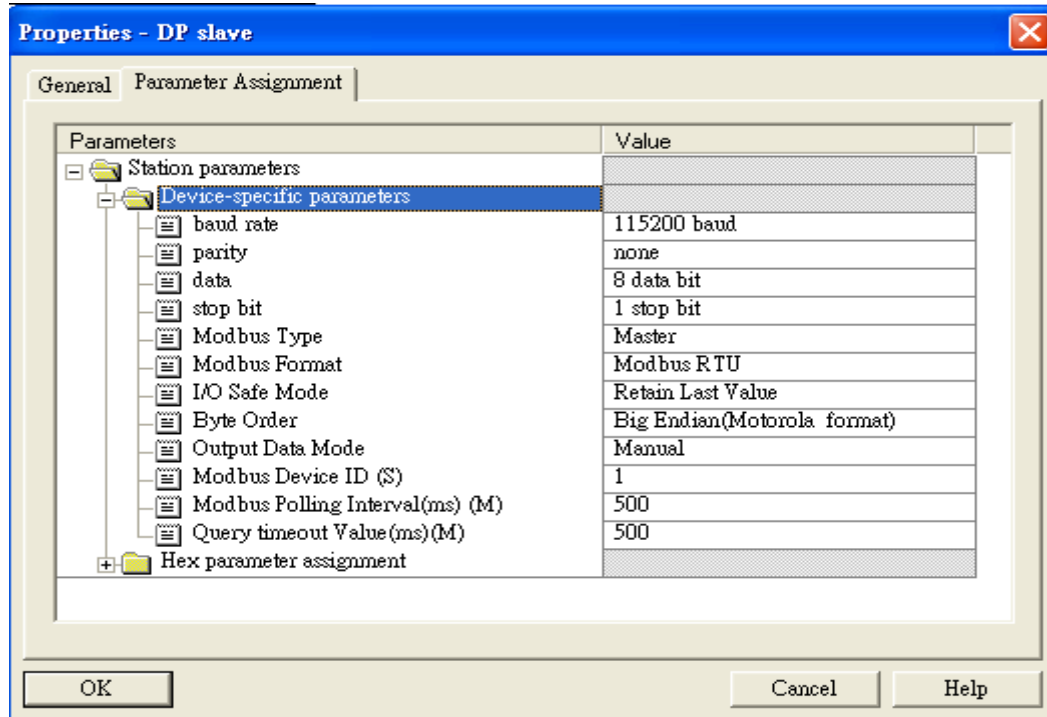 Properties - DP slave
General Parameter Assignment
Parameters Value
Station parameters
Device-specific parameters
baud rate 115200 baud
parity none
data 8 data bit
stop bit 1 stop bit
Modbus Type Master
Modbus Format Modbus RTU
I/O Safe Mode Retain Last Value
Byte Order Big Endian(Motorola format)
Output Data Mode Manual
Modbus Device ID (S) 1
Modbus Polling Interval(ms) (M) 500
Query timeout Value(ms)(M) 500
Hex parameter assignment
OK Cancel Help